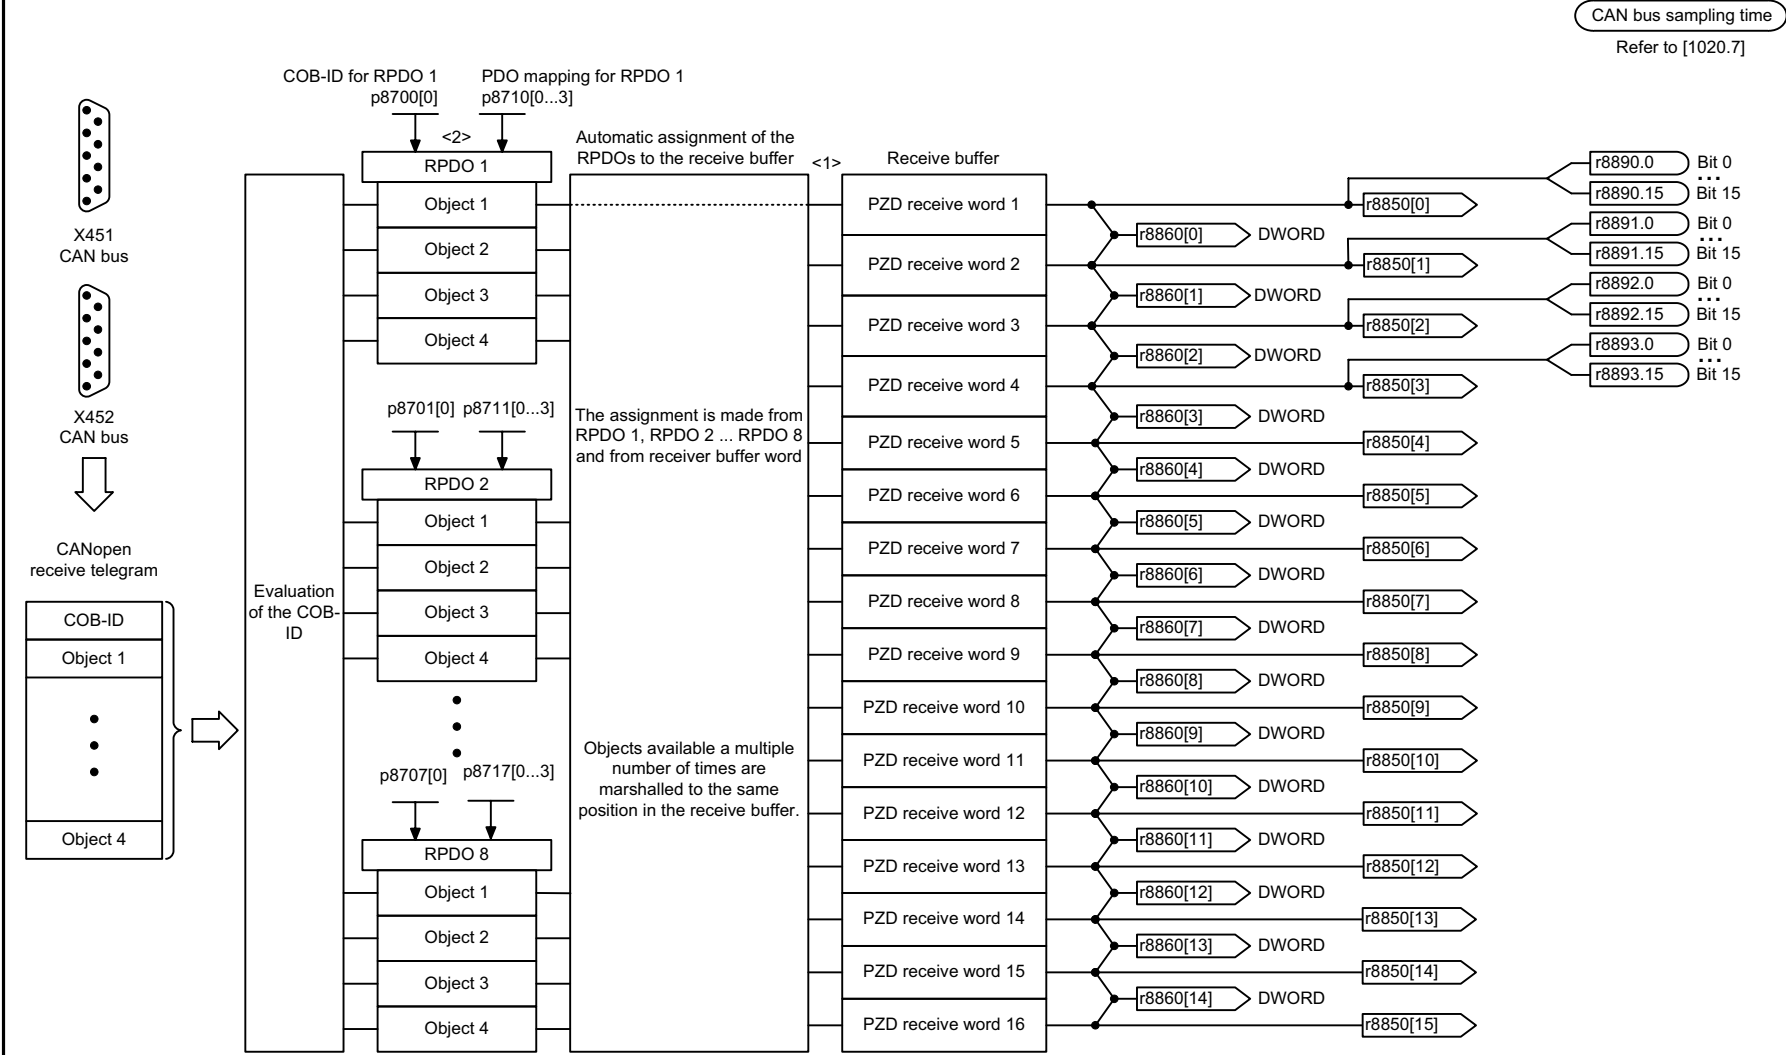 CAN bus sampling time
Refer to [1020.7]
COB-ID for RPDO 1
p8700[0]
PDO mapping for RPDO 1
p8710[0...3]
<2>
Automatic assignment of the
RPDOs to the receive buffer
<1>
Receive buffer
X451
CAN bus
X452
CAN bus
CANopen
receive telegram
COB-ID
Object 1
Object 4
Evaluation
of the COB-
ID
RPDO 1
Object 1
Object 2
Object 3
Object 4
p8701[0]
p8711[0...3]
RPDO 2
Object 1
Object 2
Object 3
Object 4
p8707[0]
p8717[0...3]
RPDO 8
Object 1
Object 2
Object 3
Object 4
The assignment is made from
RPDO 1, RPDO 2 ... RPDO 8
and from receiver buffer word
Objects available a multiple
number of times are
marshalled to the same
position in the receive buffer.
PZD receive word 1
PZD receive word 2
PZD receive word 3
PZD receive word 4
PZD receive word 5
PZD receive word 6
PZD receive word 7
PZD receive word 8
PZD receive word 9
PZD receive word 10
PZD receive word 11
PZD receive word 12
PZD receive word 13
PZD receive word 14
PZD receive word 15
PZD receive word 16
r8860[0] DWORD
r8860[1] DWORD
r8860[2] DWORD
r8860[3] DWORD
r8860[4] DWORD
r8860[5] DWORD
r8860[6] DWORD
r8860[7] DWORD
r8860[8] DWORD
r8860[9] DWORD
r8860[10] DWORD
r8860[11] DWORD
r8860[12] DWORD
r8860[13] DWORD
r8860[14] DWORD
r8850[0]
r8850[1]
r8850[2]
r8850[3]
r8850[4]
r8850[5]
r8850[6]
r8850[7]
r8850[8]
r8850[9]
r8850[10]
r8850[11]
r8850[12]
r8850[13]
r8850[14]
r8850[15]
r8890.0 Bit 0
...
r8890.15 Bit 15
r8891.0 Bit 0
...
r8891.15 Bit 15
r8892.0 Bit 0
...
r8892.15 Bit 15
r8893.0 Bit 0
...
r8893.15 Bit 15